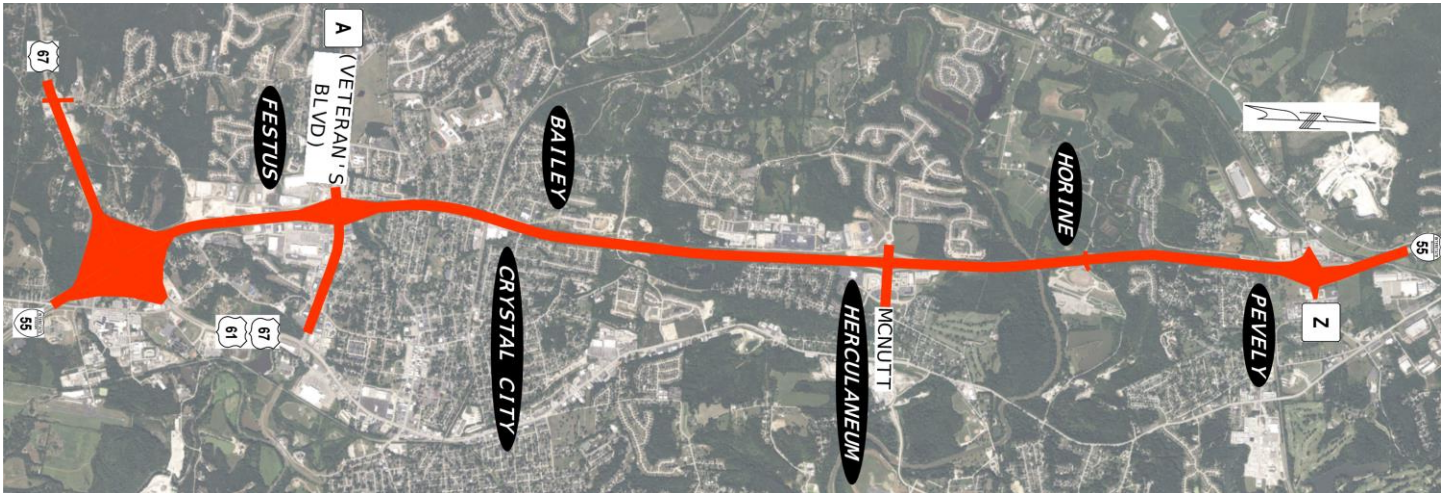 67
A
(VETERAN'S
BLVD)
FESTUS
BAILEY
HORINE
55
55
61
67
CRYSTAL CITY
HERCULANEUM
MCNUTT
PEVELY
Z